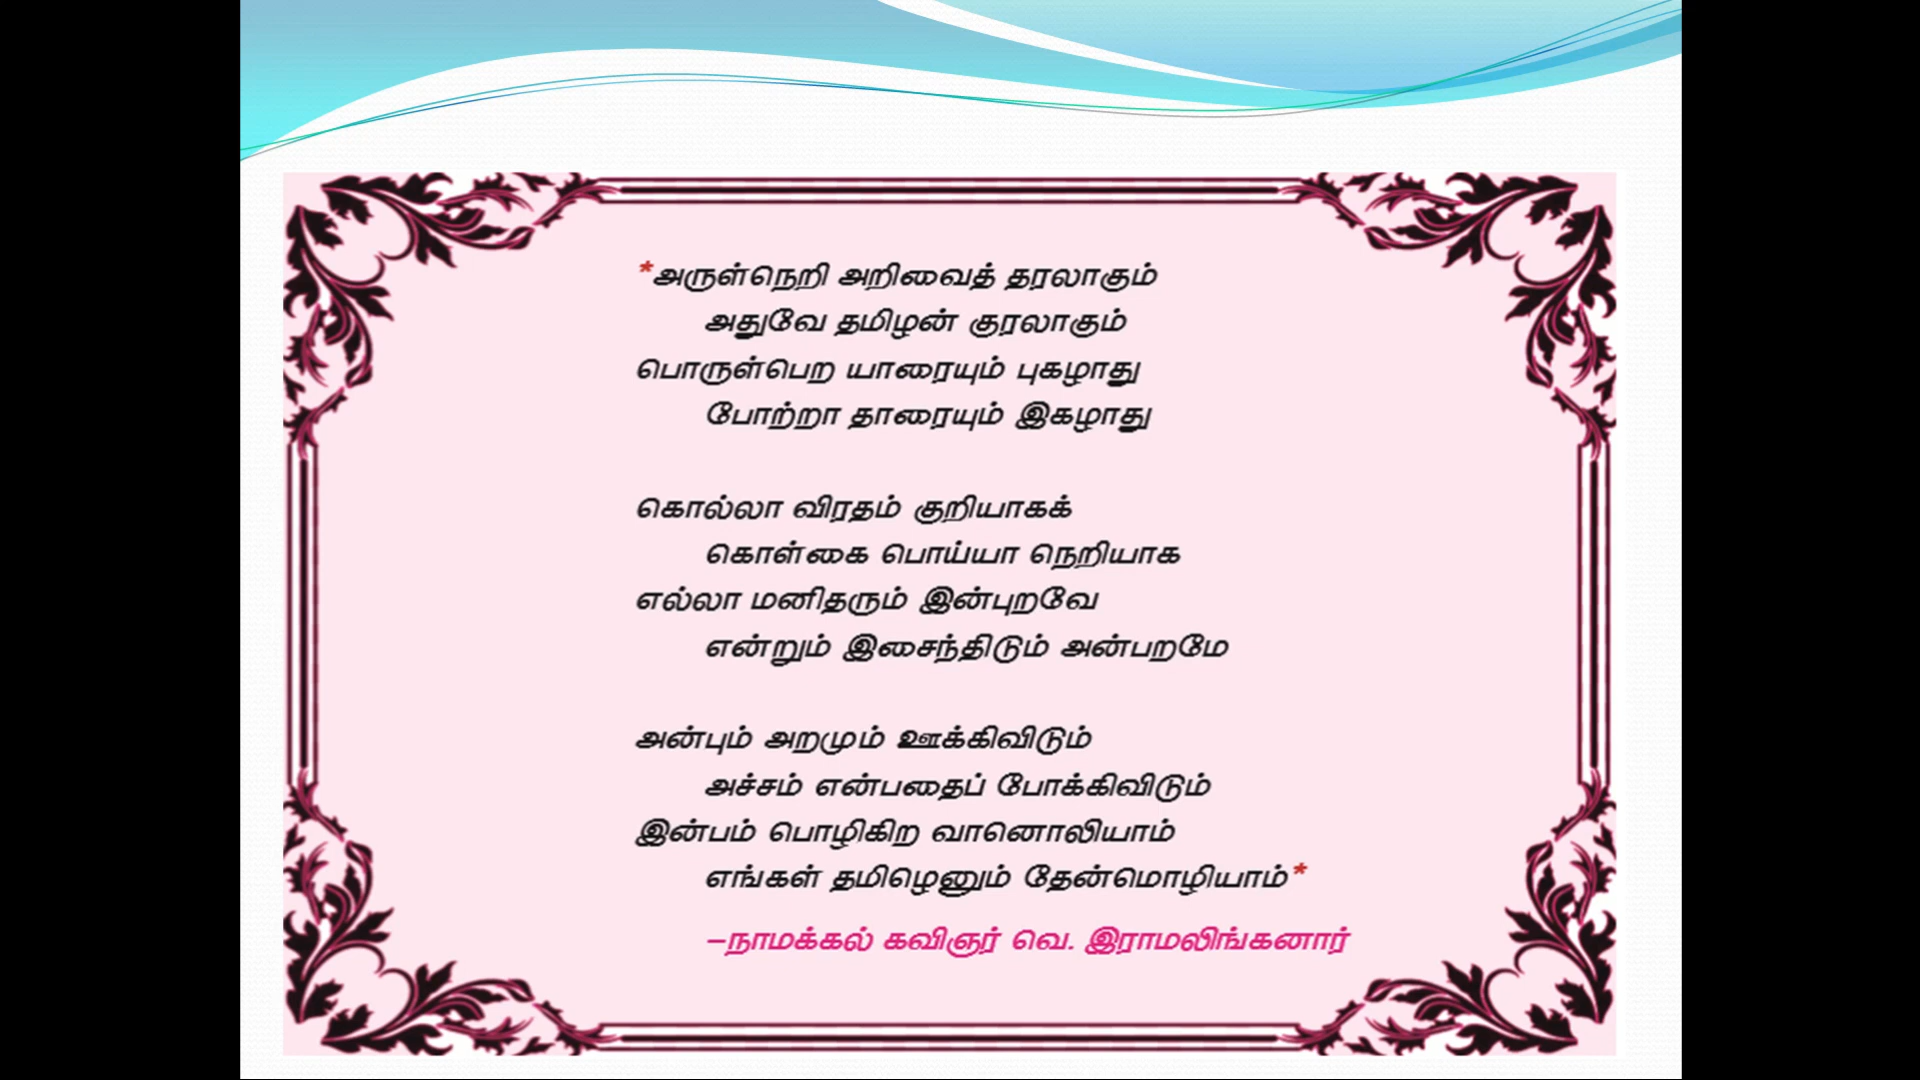 *அருள்நெறி அறிவைத் தரலாகும்
அதுவே தமிழன் குரலாகும்
பொருள்பெற யாரையும் புகழாது
போற்றா தாரையும் இகழாது
கொல்லா விரதம் குறியாகக்
கொள்கை பொய்யா நெறியாக
எல்லா மனிதரும் இன்புறவே
என்றும் இசைந்திடும் அன்பறமே
அன்பும் அறமும் ஊக்கிவிடும்
அச்சம் என்பதைப் போக்கிவிடும்
இன்பம் பொழிகிற வானொலியாம்
எங்கள் தமிழெனும் தேன்மொழியாம்*
–நாமக்கல் கவிஞர் வெ. இராமலிங்கனார்